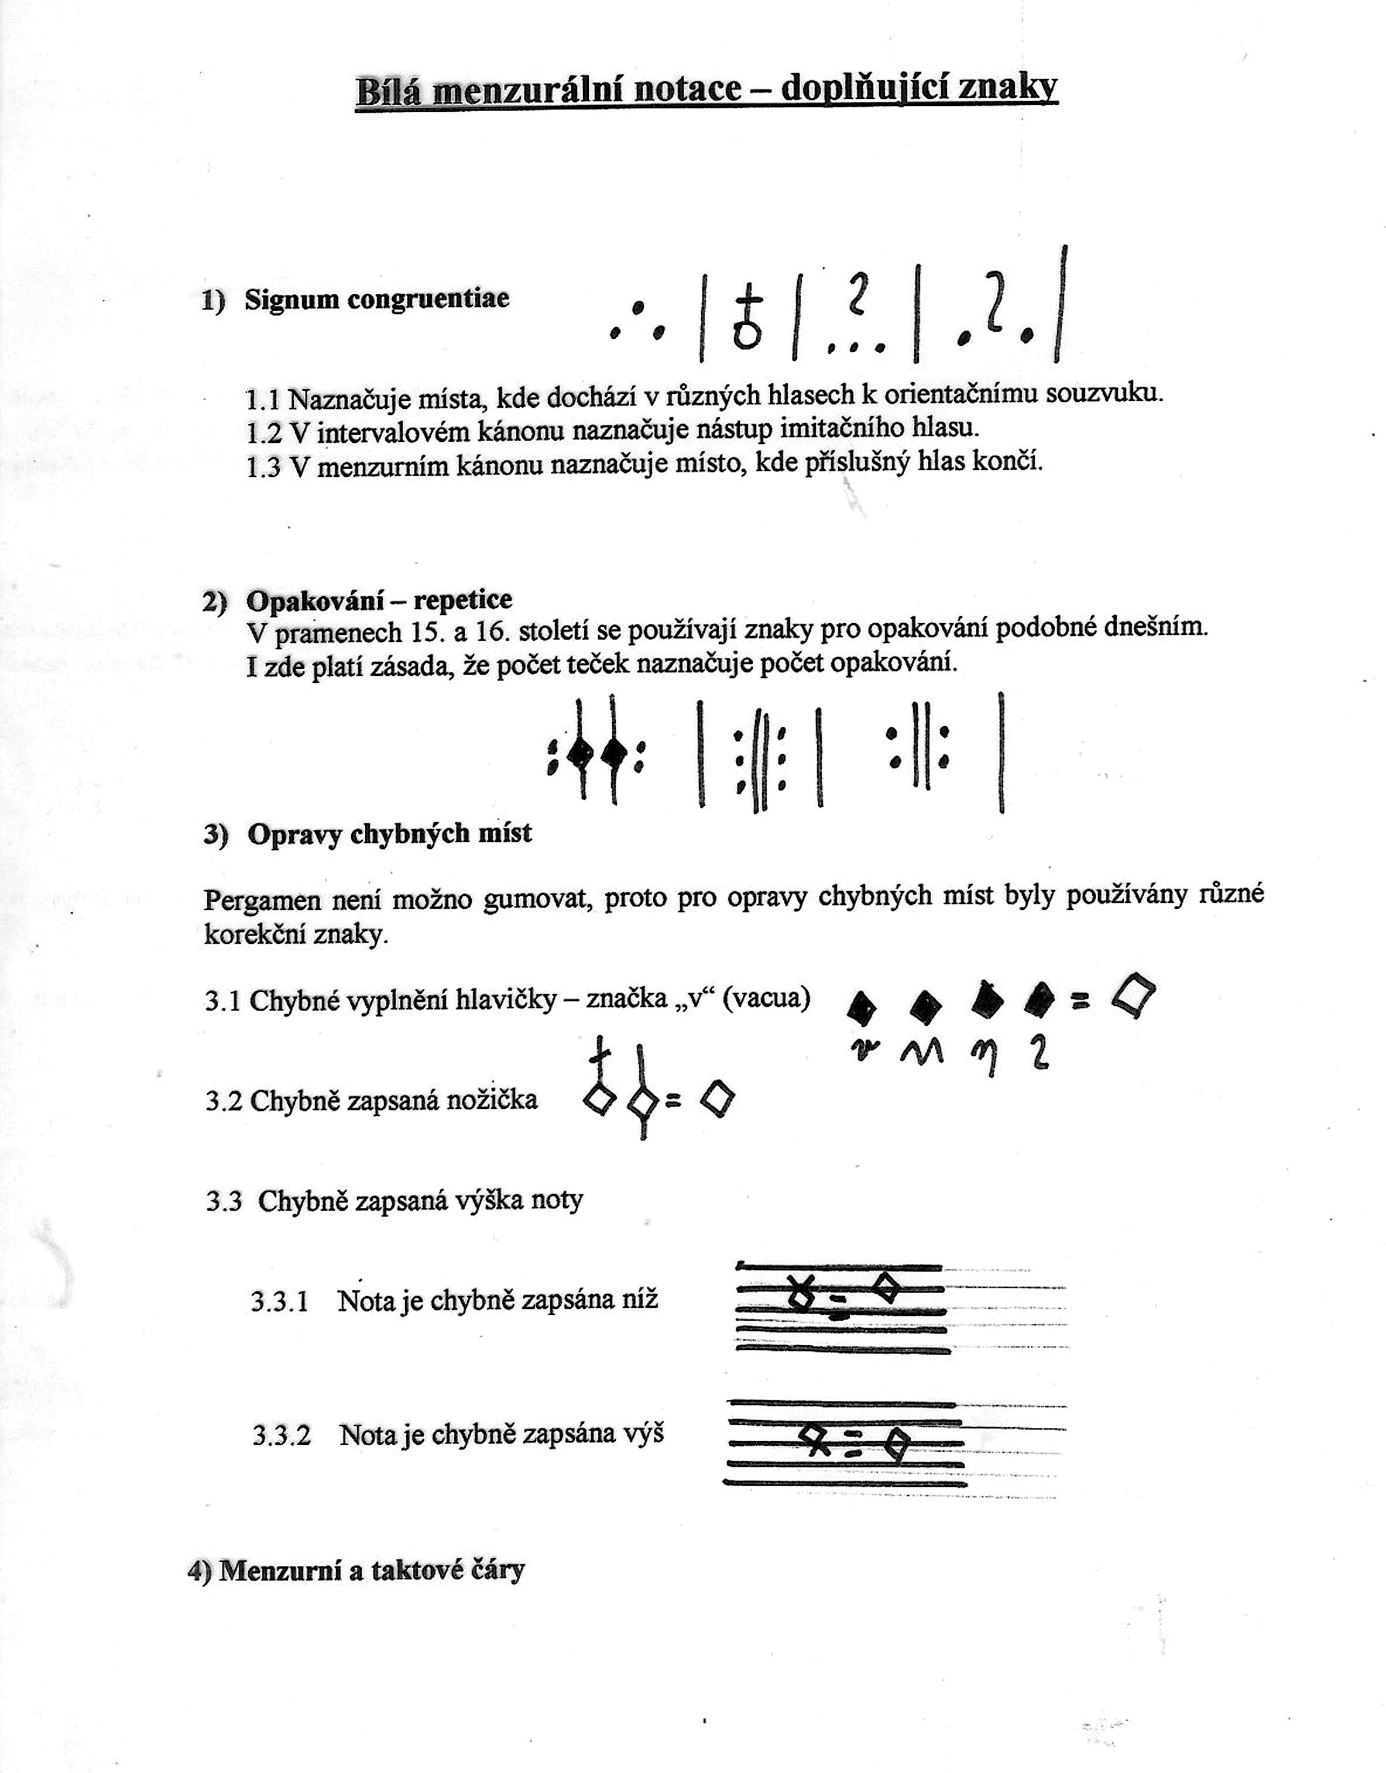 Bílá menzurální notace – doplňující znaky
1) Signum congruentiae
1.1 Naznačuje místa, kde dochází v různých hlasech k orientačnímu souzvuku.
1.2 V intervalovém kánonu naznačuje nástup imitačního hlasu.
1.3 V menzurním kánonu naznačuje místo, kde příslušný hlas končí.
2) Opakování – repetice
V pramenech 15. a 16. století se používají znaky pro opakování podobné dnešním.
I zde platí zásada, že počet teček naznačuje počet opakování.
3) Opravy chybných míst
Pergamen není možno gumovat, proto pro opravy chybných míst byly používány různé
korekční znaky.
3.1 Chybné vyplnění hlavičky – značka „v“ (vacua)
3.2 Chybně zapsaná nožička
3.3 Chybně zapsaná výška noty
3.3.1 Nota je chybně zapsána níž
3.3.2 Nota je chybně zapsána výš
4) Menzurní a taktové čáry